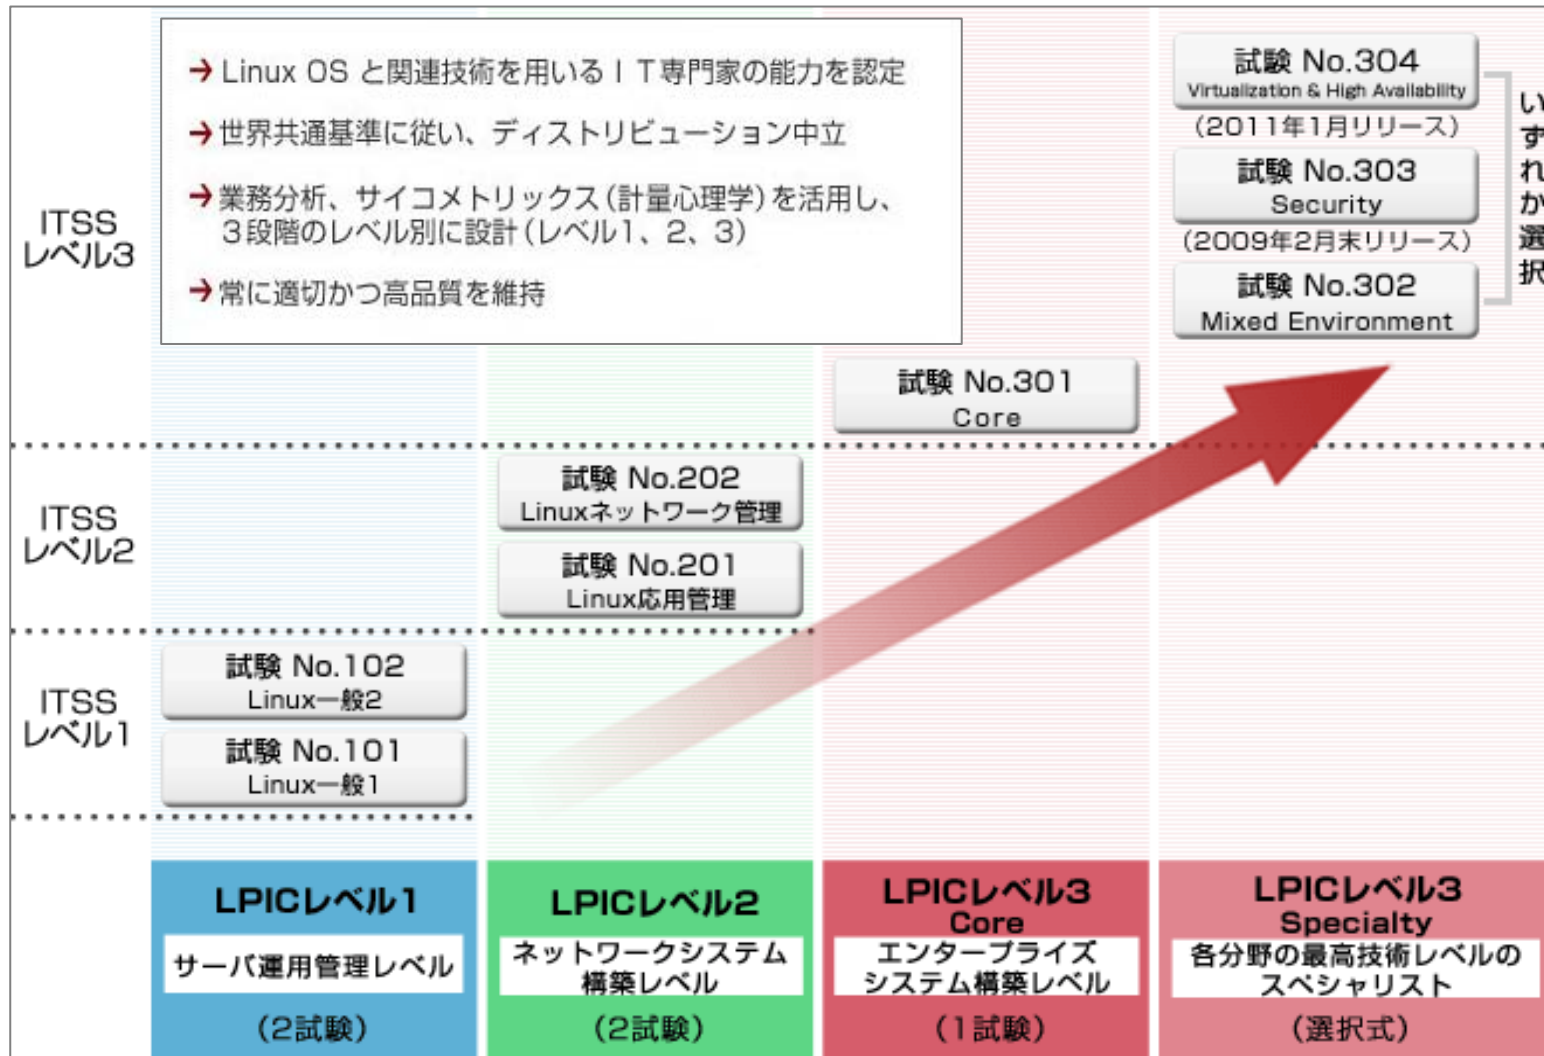 → Linux OS と関連技術を用いるＩＴ専門家の能力を認定
→ 世界共通基準に従い、ディストリビューション中立
→ 業務分析、サイコメトリックス(計量心理学)を活用し、
３段階のレベル別に設計(レベル1、2、3)
→ 常に適切かつ高品質を維持
ITSS
レベル3
試験 No.304
Virtualization & High Availability
(2011年1月リリース)
試験 No.303
Security
(2009年2月末リリース)
試験 No.302
Mixed Environment
いずれか選択
試験 No.301
Core
ITSS
レベル2
試験 No.202
Linuxネットワーク管理
試験 No.201
Linux応用管理
ITSS
レベル1
試験 No.102
Linux一般2
試験 No.101
Linux一般1
LPICレベル1
サーバ運用管理レベル
(2試験)
LPICレベル2
ネットワークシステム
構築レベル
(2試験)
LPICレベル3
Core
エンタープライズ
システム構築レベル
(1試験)
LPICレベル3
Specialty
各分野の最高技術レベルの
スペシャリスト
(選択式)